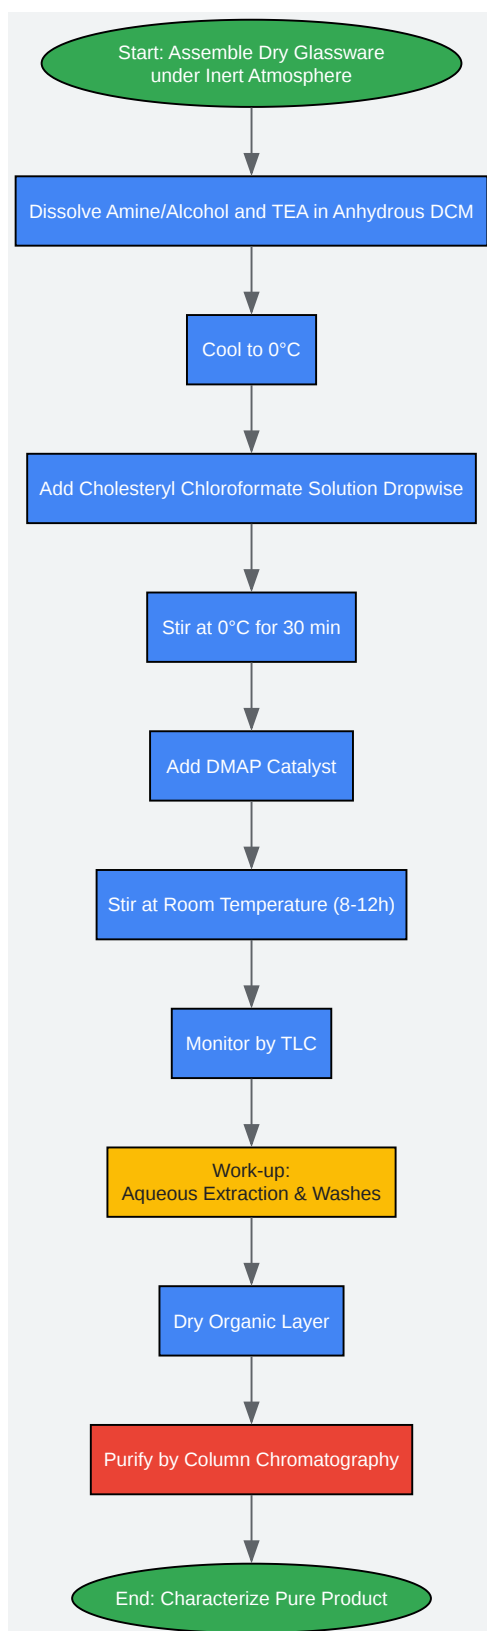 Start: Assemble Dry Glassware
under Inert Atmosphere
Dissolve Amine/Alcohol and TEA in Anhydrous DCM
Cool to 0°C
Add Cholesteryl Chloroformate Solution Dropwise
Stir at 0°C for 30 min
Add DMAP Catalyst
Stir at Room Temperature (8-12h)
Monitor by TLC
Work-up:
Aqueous Extraction & Washes
Dry Organic Layer
Purify by Column Chromatography
End: Characterize Pure Product